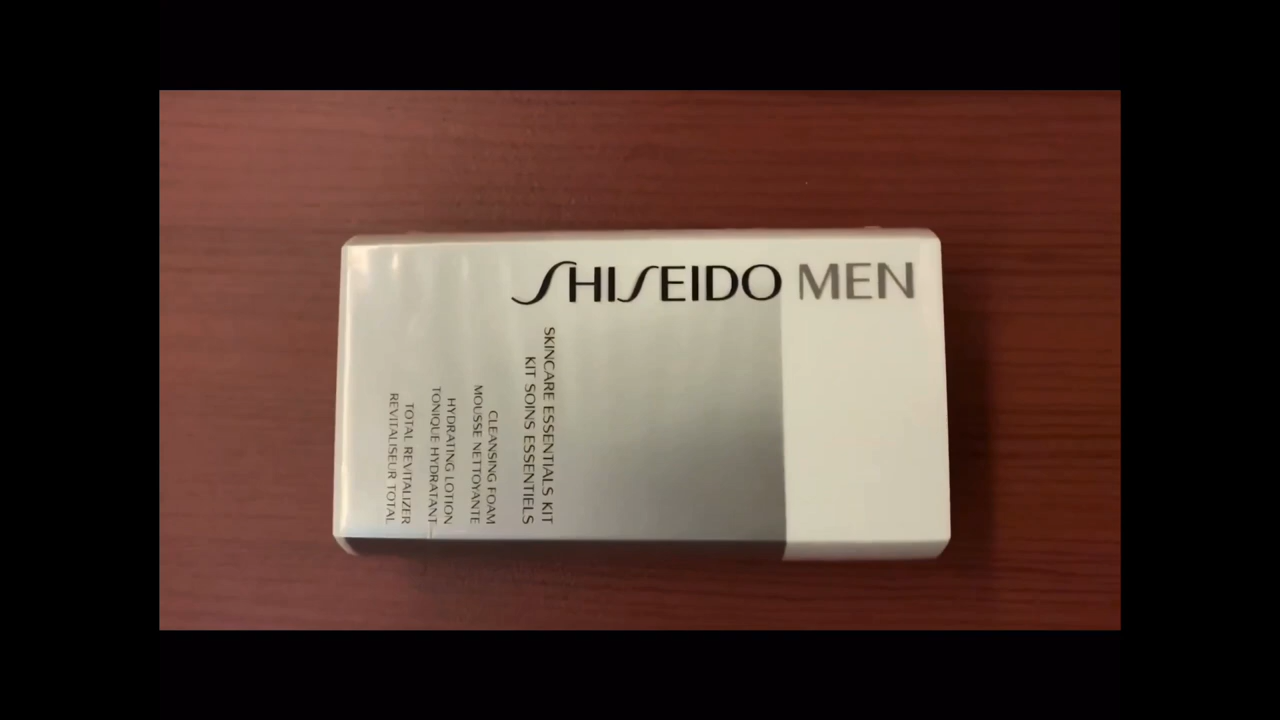 SHISEIDO MEN
SKINCARE ESSENTIALS KIT
KIT SOINS ESSENTIELS
CLEANSING FOAM
MOUSSE NETTOYANTE
HYDRATING LOTION
TONIQUE HYDRATANT
TOTAL REVITALIZER
REVITALISEUR TOTAL